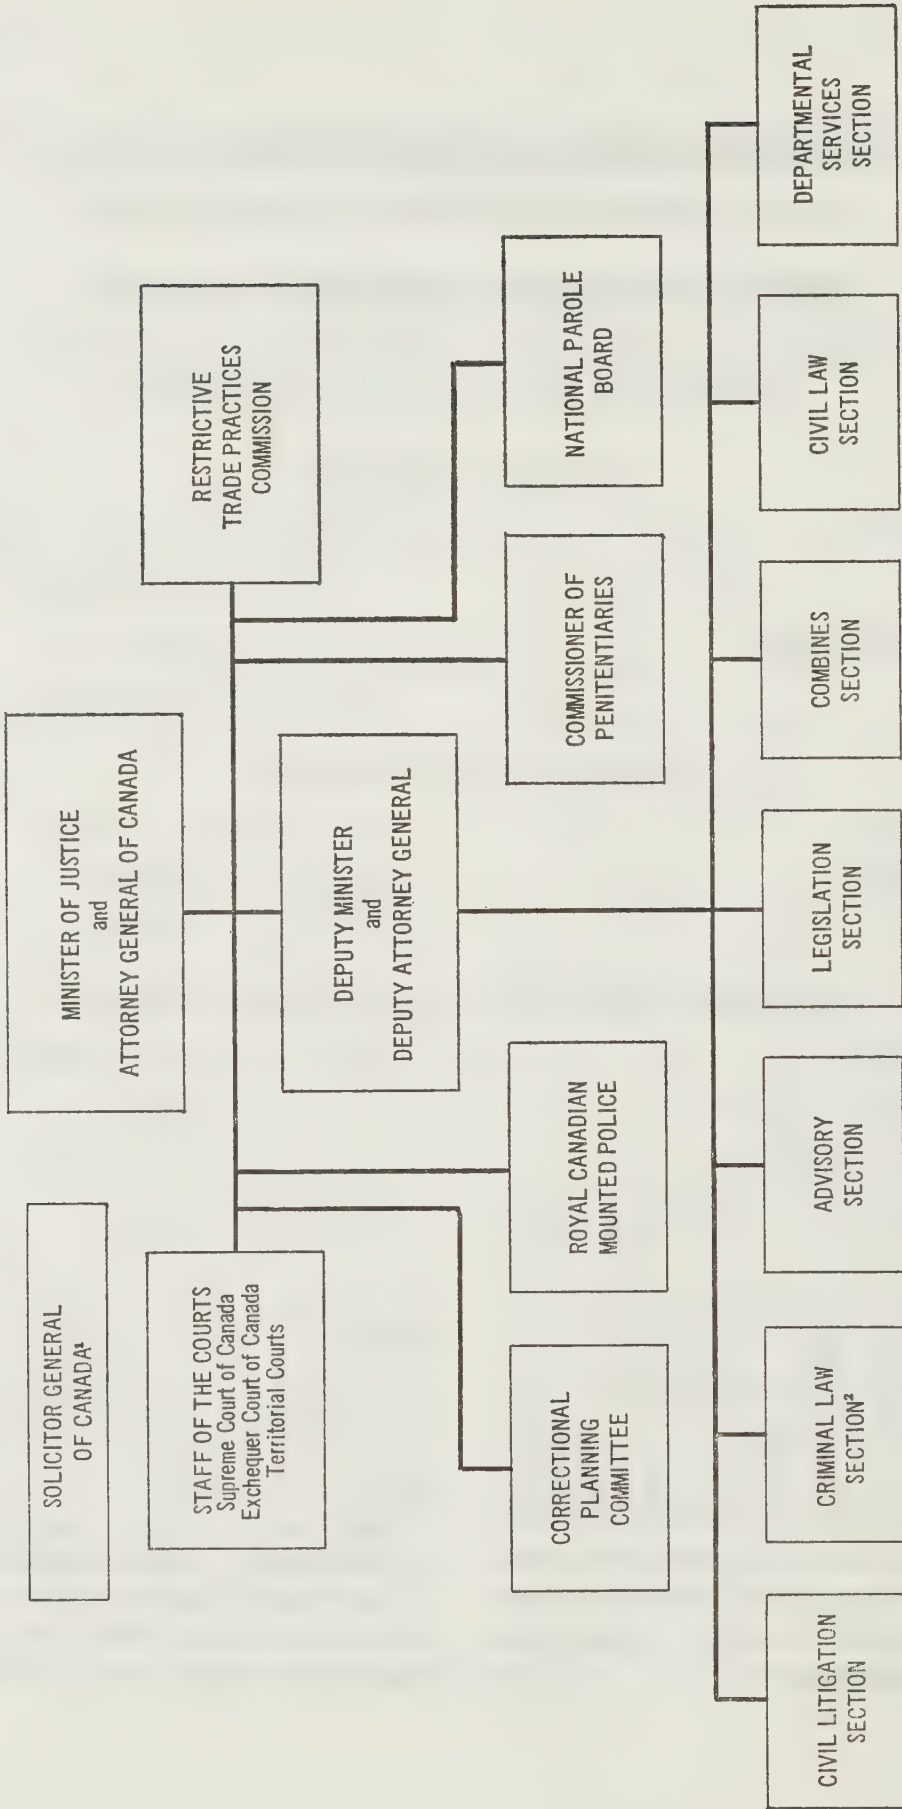 SOLICITOR GENERAL
OF CANADA¹
MINISTER OF JUSTICE
and
ATTORNEY GENERAL OF CANADA
STAFF OF THE COURTS
Supreme Court of Canada
Exchequer Court of Canada
Territorial Courts
RESTRICTIVE
TRADE PRACTICES
COMMISSION
DEPUTY MINISTER
and
DEPUTY ATTORNEY GENERAL
CORRECTIONAL
PLANNING
COMMITTEE
ROYAL CANADIAN
MOUNTED POLICE
COMMISSIONER OF
PENITENTIARIES
NATIONAL PAROLE
BOARD
CIVIL LITIGATION
SECTION
CRIMINAL LAW
SECTION²
ADVISORY
SECTION
LEGISLATION
SECTION
COMBINES
SECTION
CIVIL LAW
SECTION
DEPARTMENTAL
SERVICES
SECTION